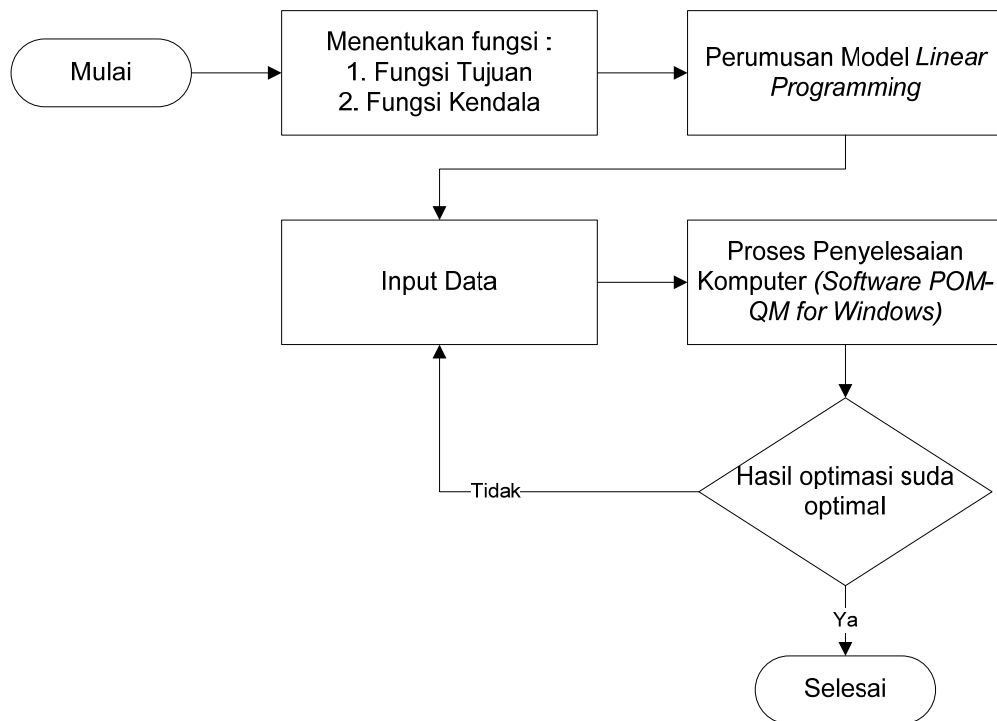 Mulai
Menentukan fungsi :
1. Fungsi Tujuan
2. Fungsi Kendala
Perumusan Model Linear
Programming
Input Data
Proses Penyelesaian
Komputer (Software POM-
QM for Windows)
Hasil optimasi suda
optimal
Tidak
Ya
Selesai